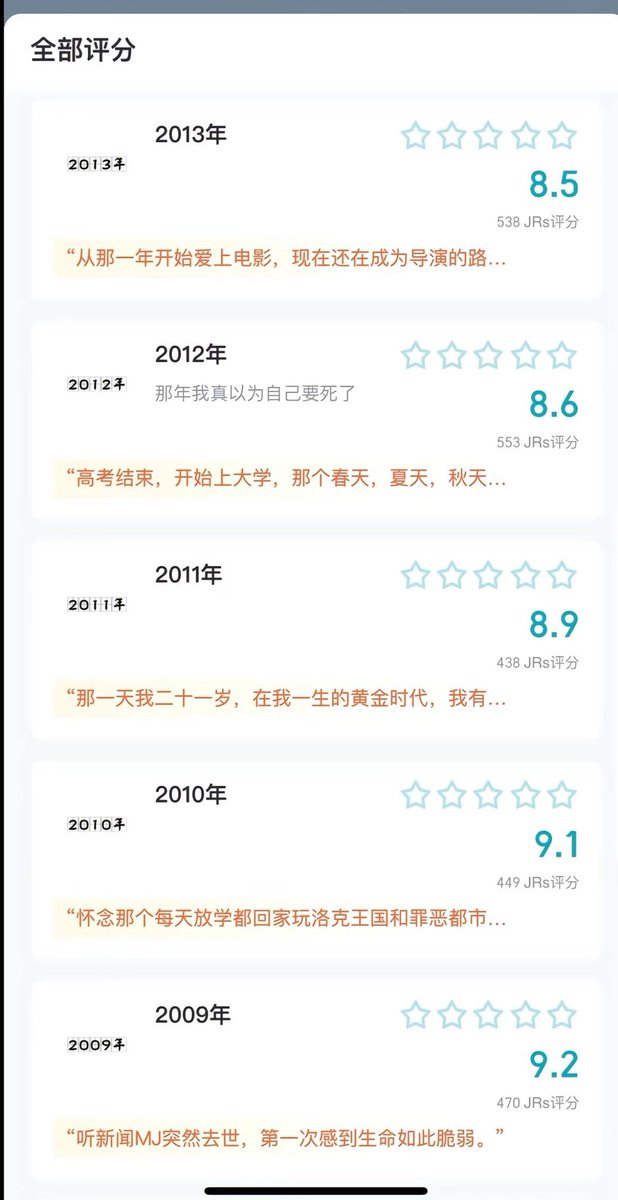 全部评分
2013年
2013年
8.5
538 JRs评分
“从那一年开始爱上电影，现在还在成为导演的路...
2012年
2012年
那年我真以为自己要死了
8.6
553 JRs评分
“高考结束，开始上大学，那个春天，夏天，秋天...
2011年
2011年
8.9
438 JRs评分
“那一天我二十一岁，在我一生的黄金时代，我有...
2010年
2010年
9.1
449 JRs评分
“怀念那个每天放学都回家玩洛克王国和罪恶都市...
2009年
2009年
9.2
470 JRs评分
“听新闻MJ突然去世，第一次感到生命如此脆弱。”